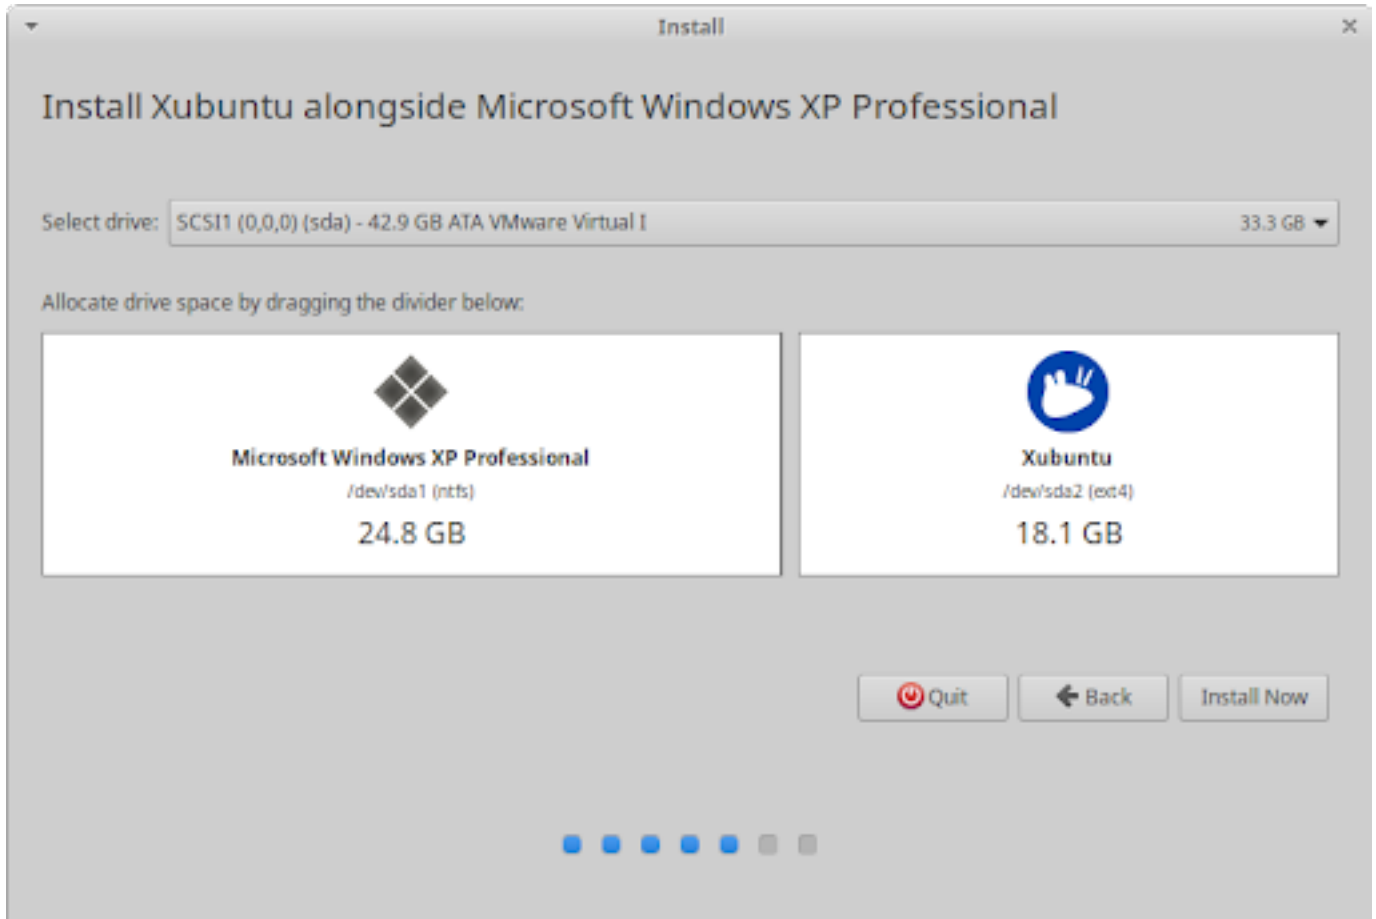 Install
Install Xubuntu alongside Microsoft Windows XP Professional
Select drive: SCSI1 (0,0,0) (sda) - 42.9 GB ATA VMware Virtual I 33.3 GB
Allocate drive space by dragging the divider below:
Microsoft Windows XP Professional
/dev/sda1 (ntfs)
24.8 GB
Xubuntu
/dev/sda2 (ext4)
18.1 GB
Quit Back Install Now